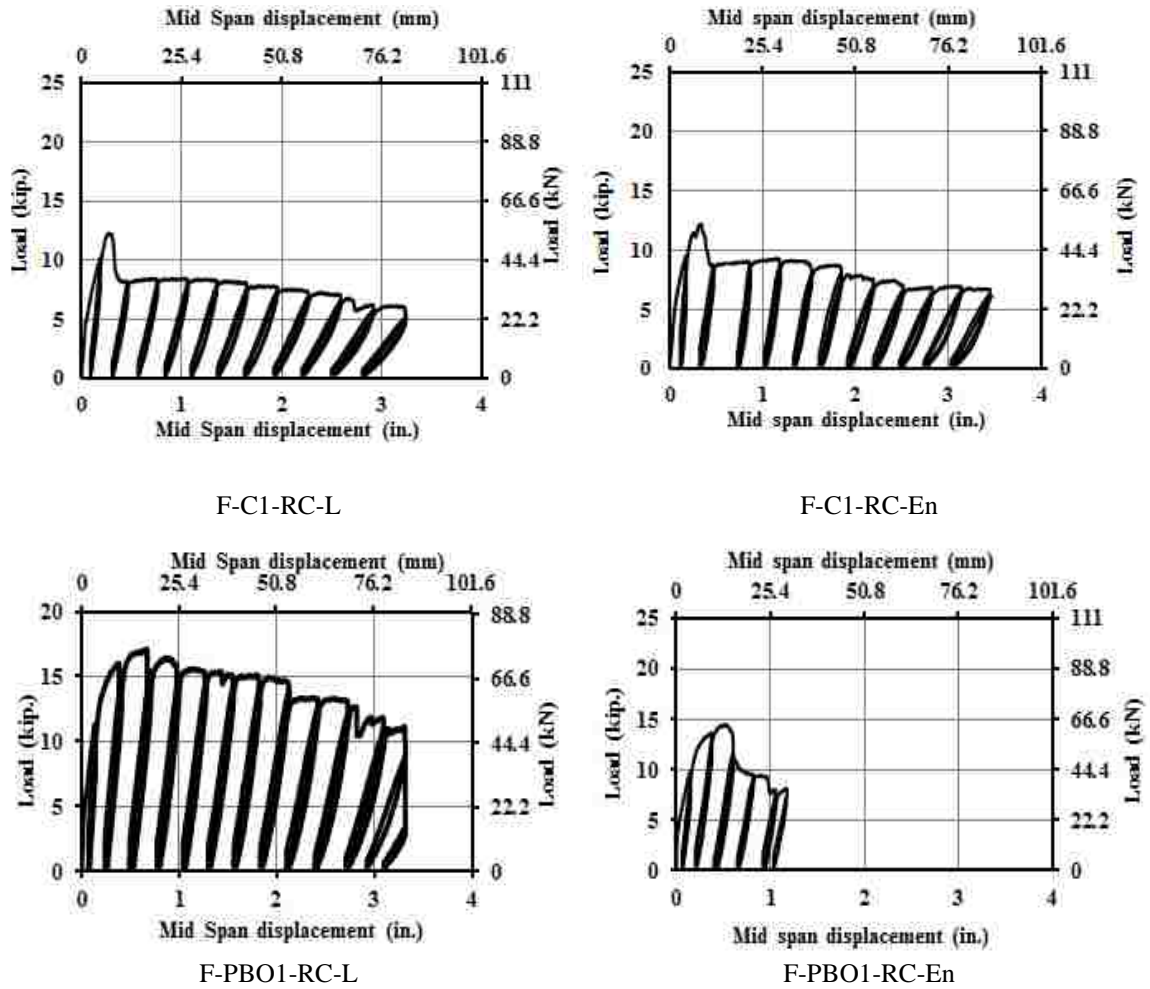 Mid Span displacement (mm)
0 25.4 50.8 76.2 101.6
25 111
20 88.8
15 66.6
10 44.4
5 22.2
0 0
Load (kip.)
Load (kN)
0 1 2 3 4
Mid Span displacement (in.)
F-C1-RC-L
Mid span displacement (mm)
0 25.4 50.8 76.2 101.6
25 111
20 88.8
15 66.6
10 44.4
5 22.2
0 0
Load (kip.)
Load (kN)
0 1 2 3 4
Mid span displacement (in.)
F-C1-RC-En
Mid Span displacement (mm)
0 25.4 50.8 76.2 101.6
20 88.8
15 66.6
10 44.4
5 22.2
0 0
Load (kip.)
Load (kN)
0 1 2 3 4
Mid Span displacement (in.)
F-PBO1-RC-L
Mid span displacement (mm)
0 25.4 50.8 76.2 101.6
25 111
20 88.8
15 66.6
10 44.4
5 22.2
0 0
Load (kip.)
Load (kN)
0 1 2 3 4
Mid span displacement (in.)
F-PBO1-RC-En